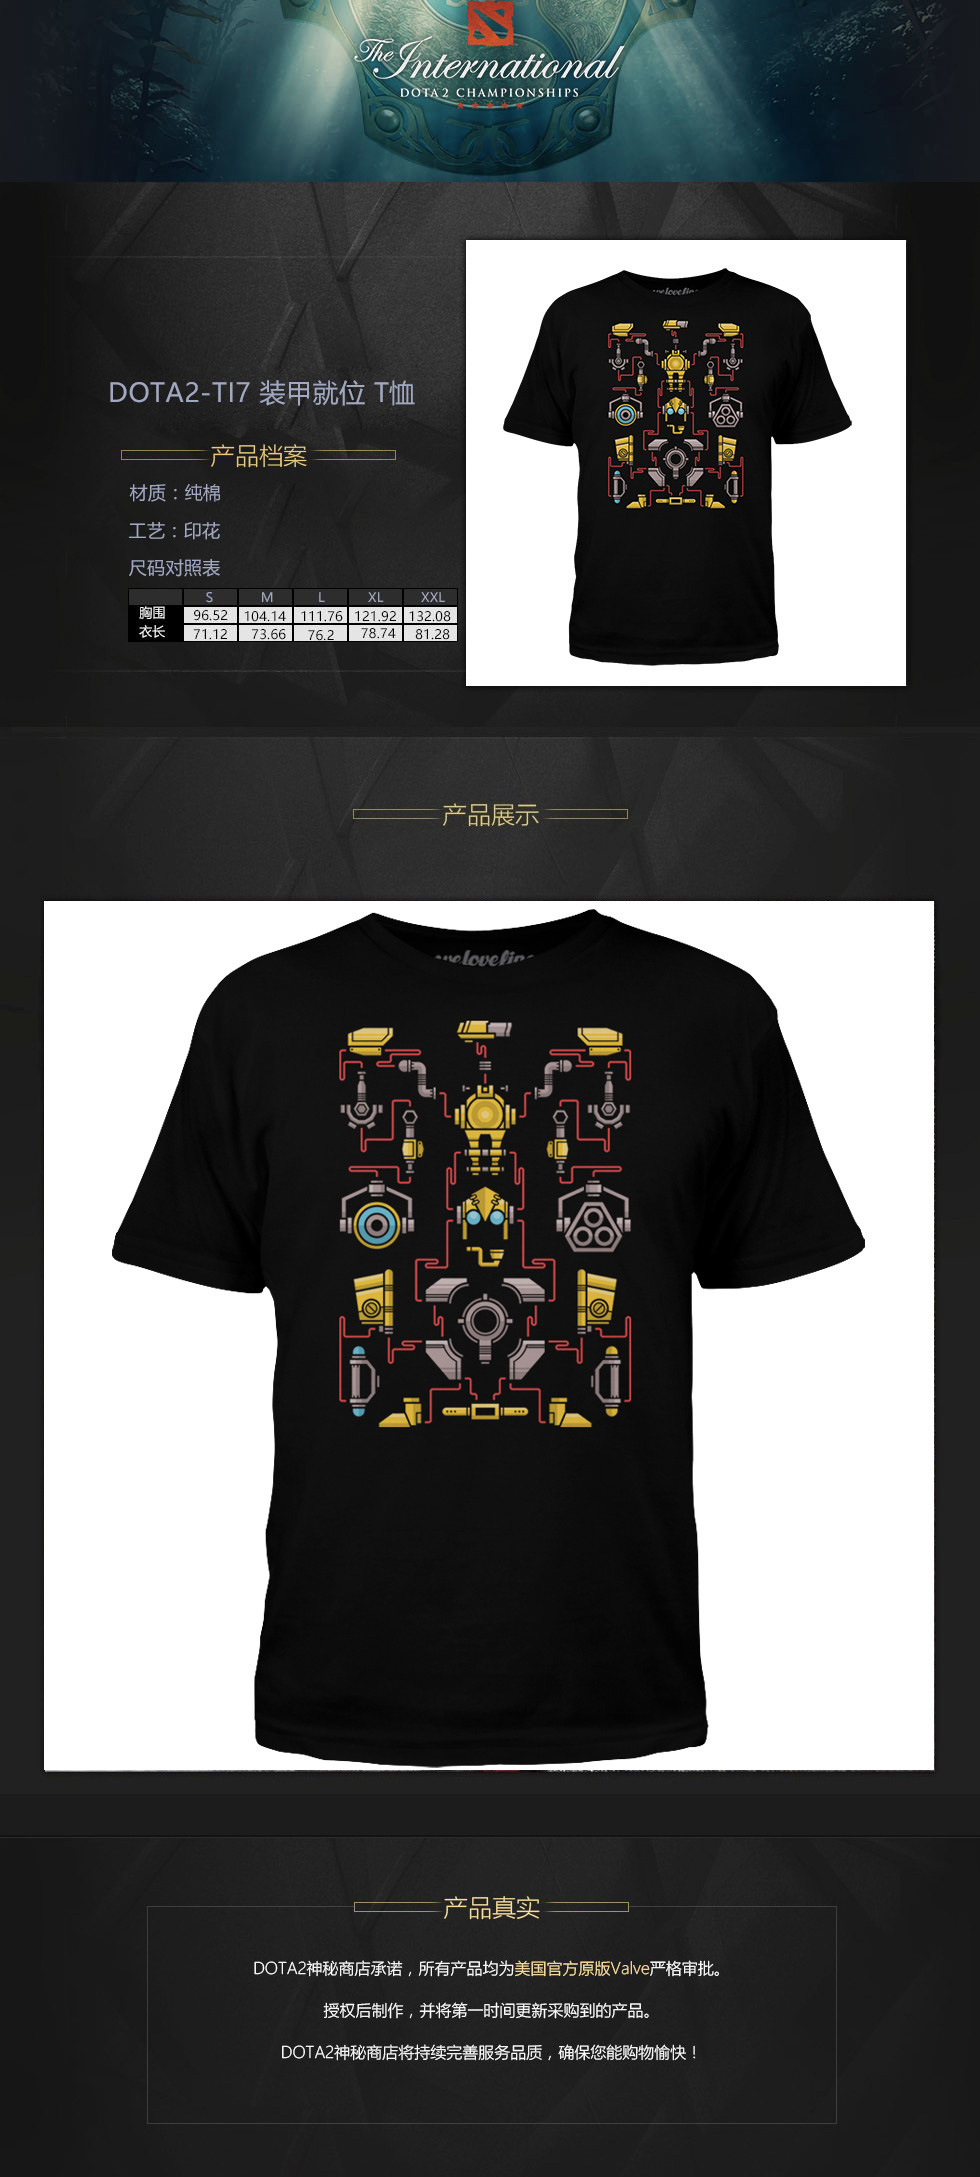 The International
DOTA 2 CHAMPIONSHIPS
DOTA2-TI7 装甲就位 T恤
产品档案
材质：纯棉
工艺：印花
尺码对照表
S M L XL XXL
胸围 96.52 104.14 111.76 121.92 132.08
衣长 71.12 73.66 76.2 78.74 81.28
产品展示
welovefine
产品真实
DOTA2神秘商店承诺，所有产品均为美国官方原版Valve严格审批。
授权后制作，并将第一时间更新采购到的产品。
DOTA2神秘商店将持续完善服务品质，确保您能购物愉快！